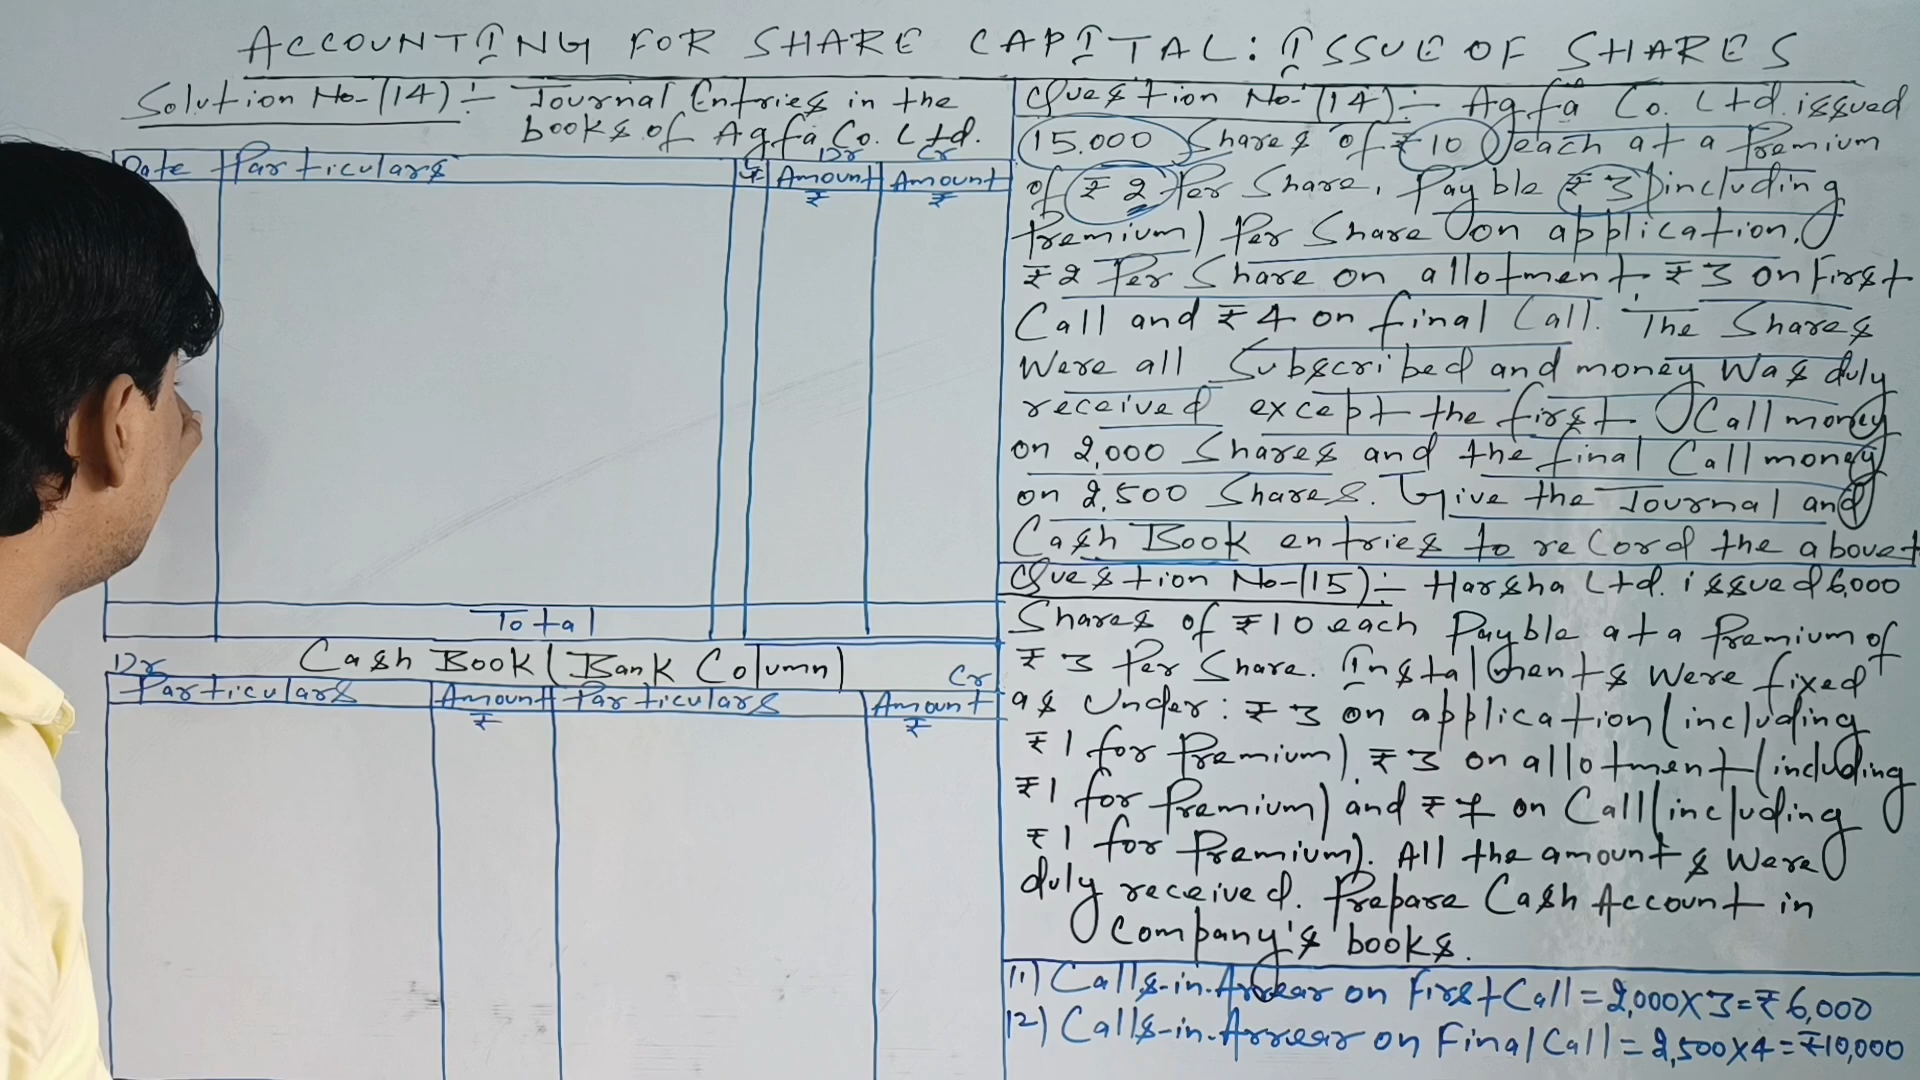 ACCOUNTING FOR SHARE CAPITAL: ISSUE OF SHARES
Solution No-(14):- Journal Entries in the
books of Agfa Co. Ltd.
Date Particulars Dr Amount ₹ Cr Amount ₹
Total
Dr Cash Book (Bank Column) Cr
Particulars Amount ₹ Particulars Amount ₹
Question No-(14):- Agfa Co. Ltd. issued
15,000 Shares of ₹10 each at a Premium
of ₹2 Per Share, Payble ₹3 (including
Premium) Per Share on application,
₹2 Per Share on allotment, ₹3 on First
Call and ₹4 on final Call. The Shares
Were all Subscribed and money was duly
received except the first Call money
on 2,000 Shares and the final Call money
on 2,500 Shares. Give the Journal and
Cash Book entries to record the above
Question No-(15):- Harsha Ltd. issued 6,000
Shares of ₹10 each Payble at a Premium of
₹3 Per Share. Instalments Were fixed
as Under: ₹3 on application (including
₹1 for Premium), ₹3 on allotment (including
₹1 for Premium) and ₹7 on Call (including
₹1 for Premium). All the amounts Were
duly received. Prepare Cash Account in
Company's books.
11) Calls-in-Arrear on First Call = 2,000×3=₹6,000
12) Calls-in-Arrear on Final Call = 2,500×4=₹10,000